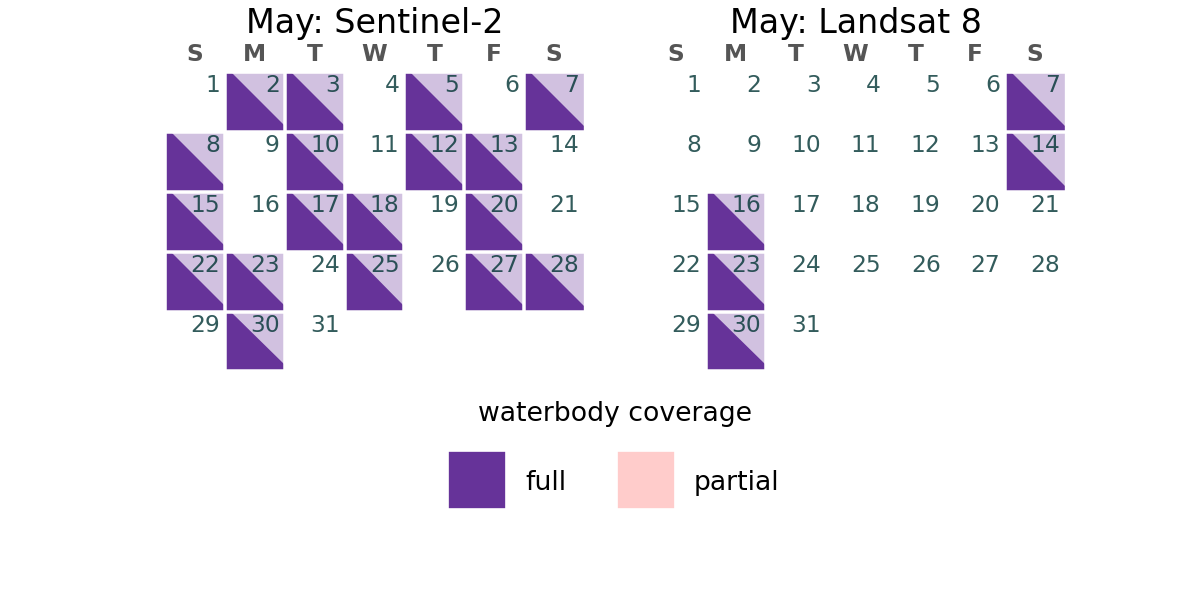 May: Sentinel-2
S M T W T F S
1 2 3 4 5 6 7
8 9 10 11 12 13 14
15 16 17 18 19 20 21
22 23 24 25 26 27 28
29 30 31
May: Landsat 8
S M T W T F S
1 2 3 4 5 6 7
8 9 10 11 12 13 14
15 16 17 18 19 20 21
22 23 24 25 26 27 28
29 30 31
waterbody coverage
full partial